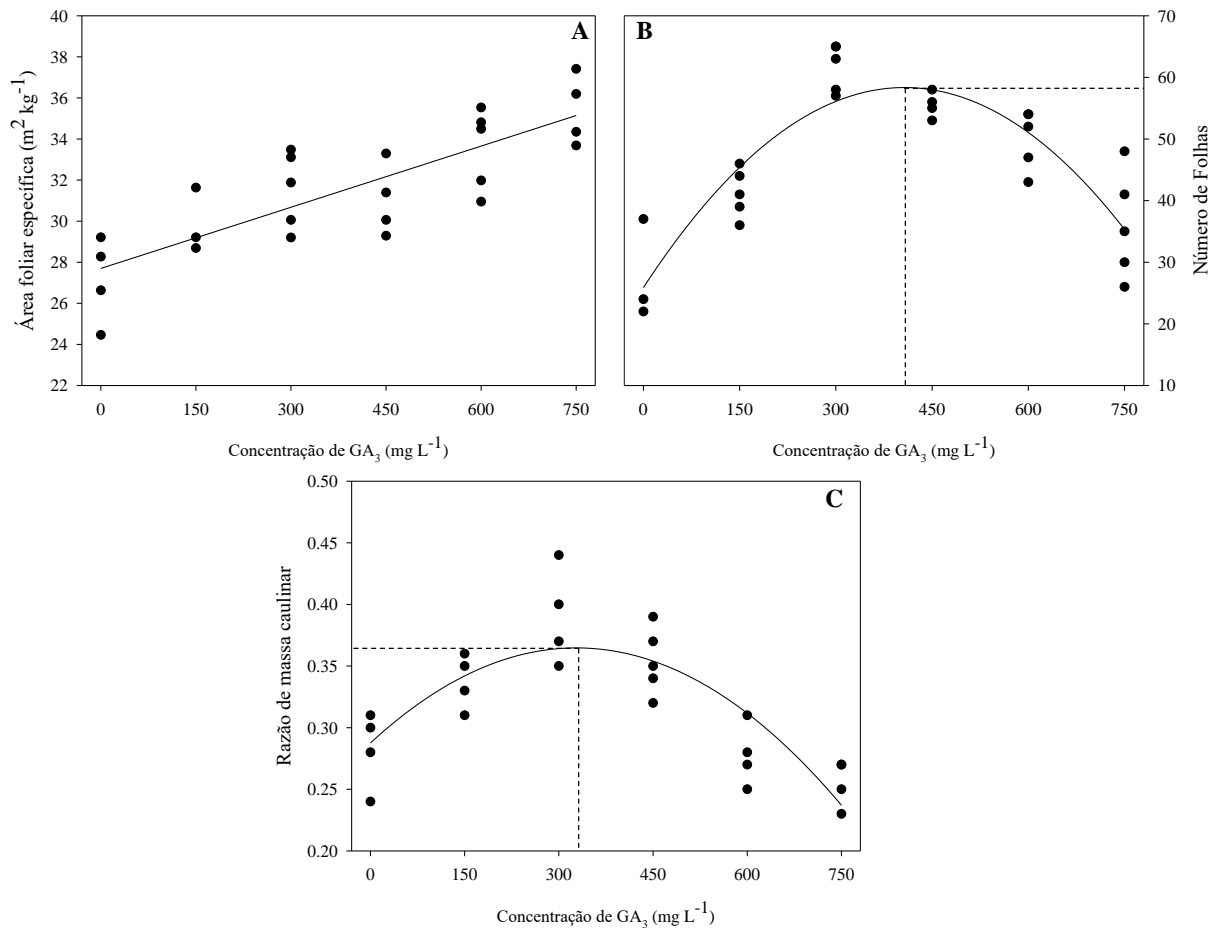 A
Área foliar específica (m² kg⁻¹)
40
38
36
34
32
30
28
26
24
22
0 150 300 450 600 750
Concentração de GA₃ (mg L⁻¹)
B
70
60
50
40
30
20
10
Número de Folhas
0 150 300 450 600 750
Concentração de GA₃ (mg L⁻¹)
C
Razão de massa caulinar
0.50
0.45
0.40
0.35
0.30
0.25
0.20
0 150 300 450 600 750
Concentração de GA₃ (mg L⁻¹)